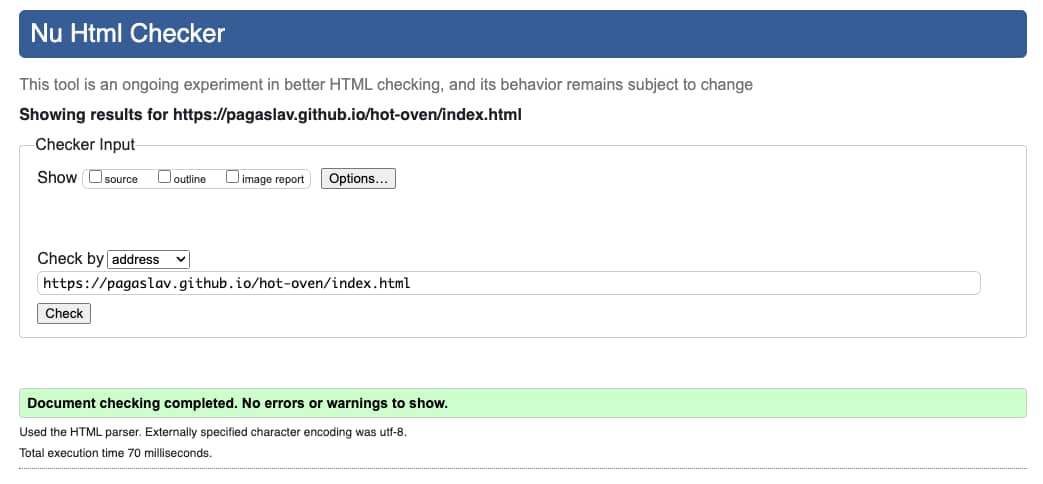 Nu Html Checker
This tool is an ongoing experiment in better HTML checking, and its behavior remains subject to change
Showing results for https://pagaslav.github.io/hot-oven/index.html
Checker Input
Show source outline image report Options...
Check by address
https://pagaslav.github.io/hot-oven/index.html
Check
Document checking completed. No errors or warnings to show.
Used the HTML parser. Externally specified character encoding was utf-8.
Total execution time 70 milliseconds.